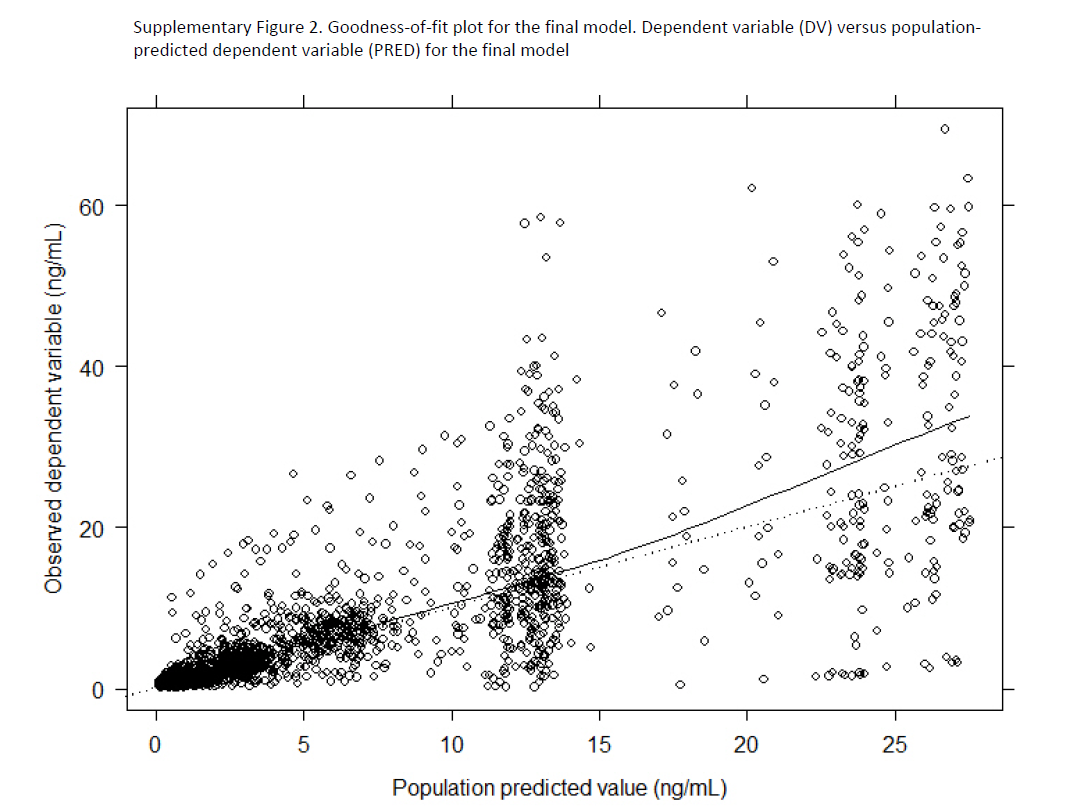 Supplementary Figure 2. Goodness-of-fit plot for the final model. Dependent variable (DV) versus population-
predicted dependent variable (PRED) for the final model
Observed dependent variable (ng/mL)
60
40
20
0
0 5 10 15 20 25
Population predicted value (ng/mL)